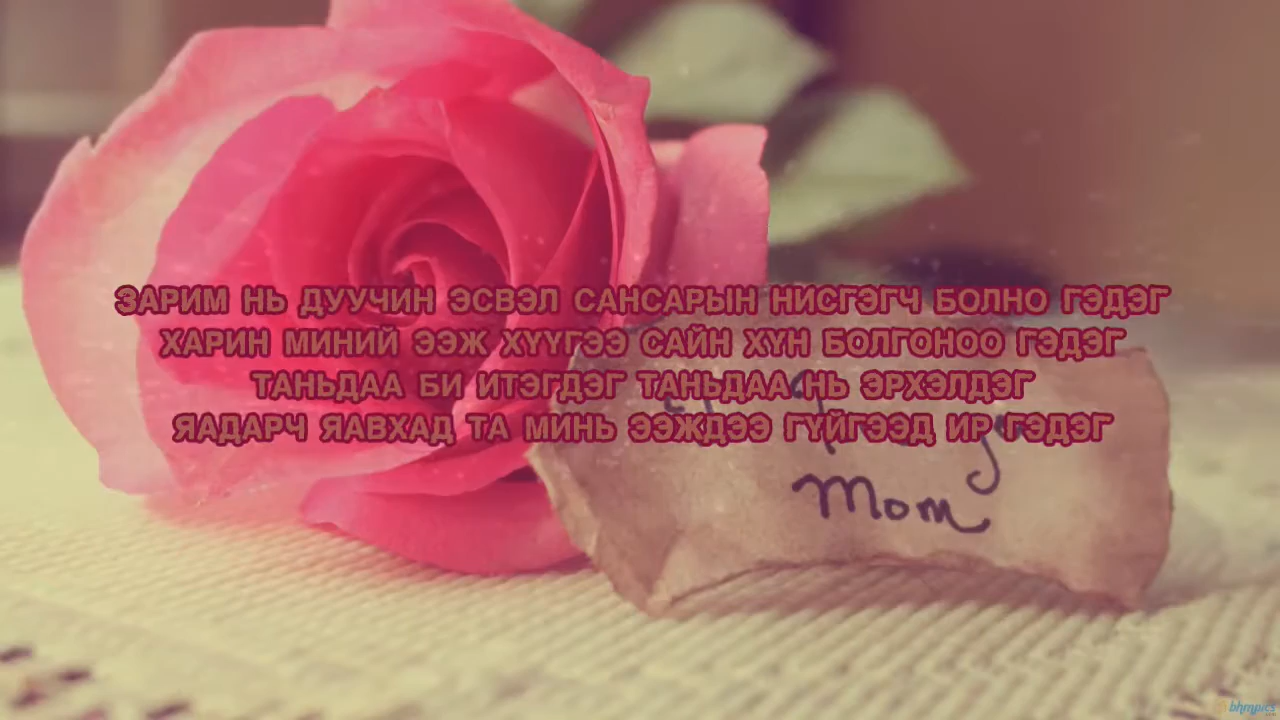 ЗАРИМ НЬ ДУУЧИН ЭСВЭЛ САНСАРЫН НИСГЭГЧ БОЛНО ГЭДЭГ
ХАРИН МИНИЙ ЭЭЖ ХҮҮГЭЭ САЙН ХҮН БОЛГОНОО ГЭДЭГ
ТАНЬДАА БИ ИТЭГДЭГ ТАНЬДАА НЬ ЭРХЭЛДЭГ
ЯАДАРЧ ЯАВХАД ТА МИНЬ ЭЭЖДЭЭ ГҮЙГЭЭД ИР ГЭДЭГ
Mom
bhmpics